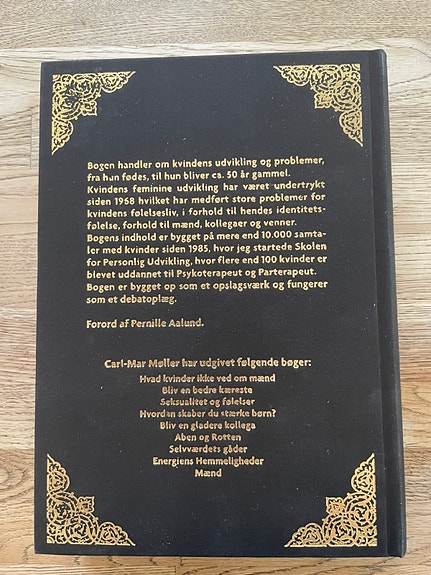 Bogen handler om kvindens udvikling og problemer,
fra hun fødes, til hun bliver ca. 50 år gammel.
Kvindens feminine udvikling har været undertrykt
siden 1968 hvilket har medført store problemer for
kvindens følelsesliv, i forhold til hendes identitets-
følelse, forhold til mænd, kollegaer og venner.
Bogens indhold er bygget på mere end 10.000 samta-
ler med kvinder siden 1985, hvor jeg startede Skolen
for Personlig Udvikling, hvor flere end 100 kvinder er
blevet uddannet til Psykoterapeut og Parterapeut.
Bogen er bygget op som et opslagsværk og fungerer
som et debatoplæg.
Forord af Pernille Aalund.
Carl-Mar Møller har udgivet følgende bøger:
Hvad kvinder ikke ved om mænd
Bliv en bedre kæreste
Seksualitet og følelser
Hvordan skaber du stærke børn?
Bliv en gladere kollega
Aben og Rotten
Selvværdets gåder
Energiens Hemmeligheder
Mænd